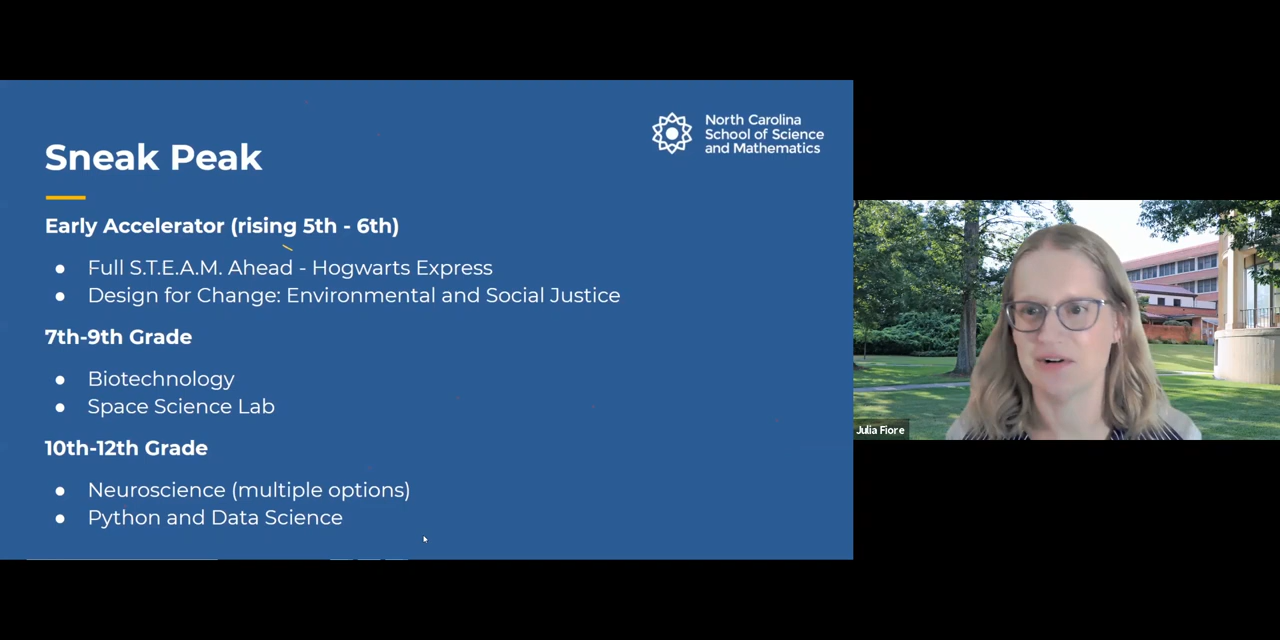 North Carolina
School of Science
and Mathematics
Sneak Peak
Early Accelerator (rising 5th - 6th)
● Full S.T.E.A.M. Ahead - Hogwarts Express
● Design for Change: Environmental and Social Justice
7th-9th Grade
● Biotechnology
● Space Science Lab
10th-12th Grade
● Neuroscience (multiple options)
● Python and Data Science
Julia Fiore